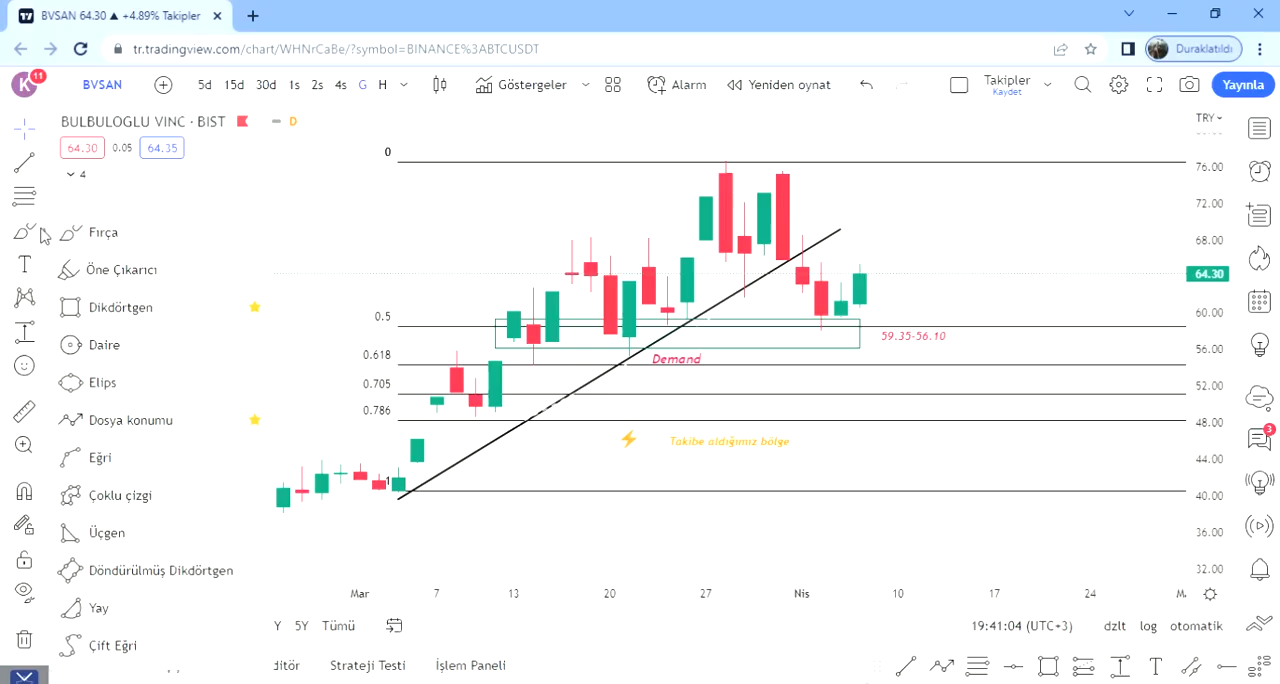 BVSAN 64.30 ▲ +4.89% Takipler
tr.tradingview.com/chart/WHNrCaBe/?symbol=BINANCE%3ABTCUSDT
Duraklatıldı
K 11
BVSAN
5d 15d 30d 1s 2s 4s G H
Göstergeler
Alarm
Yeniden oynat
Takipler
Kaydet
Yayınla
BULBULOGLU VINC · BIST
D
TRY
64.30 0.05 64.35
4
Fırça
Öne Çıkarıcı
Dikdörtgen
Daire
Elips
Dosya konumu
Eğri
Çoklu çizgi
Üçgen
Döndürülmüş Dikdörtgen
Yay
Çift Eğri
0
0.5
0.618
0.705
0.786
1
59.35-56.10
Demand
Takibe aldığımız bölge
76.00
72.00
68.00
64.30
60.00
56.00
52.00
48.00
44.00
40.00
36.00
32.00
3
Mar 7 13 20 27 Nis 10 17 24
Y 5Y Tümü
19:41:04 (UTC+3)
dzlt log otomatik
ditör Strateji Testi İşlem Paneli